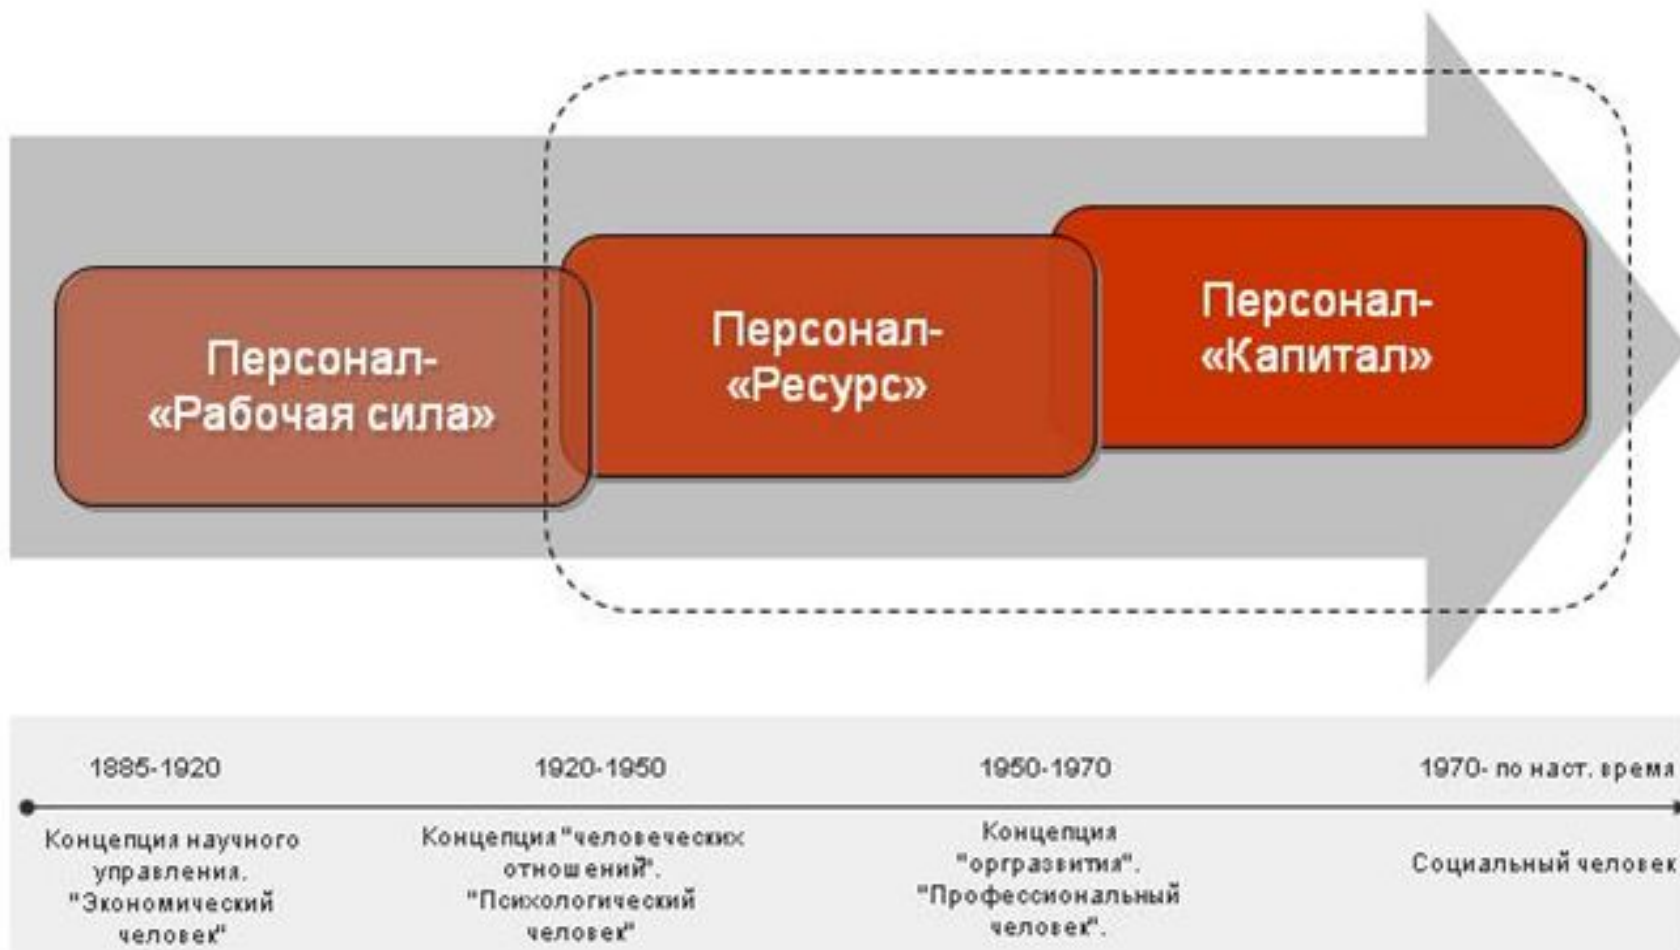 Персонал-
«Рабочая сила»
Персонал-
«Ресурс»
Персонал-
«Капитал»
1885-1920
1920-1950
1950-1970
1970- по наст. время
Концепция научного
управления.
"Экономический
человек"
Концепция "человеческих
отношений".
"Психологический
человек"
Концепция
"оргразвития".
"Профессиональный
человек".
Социальный человек